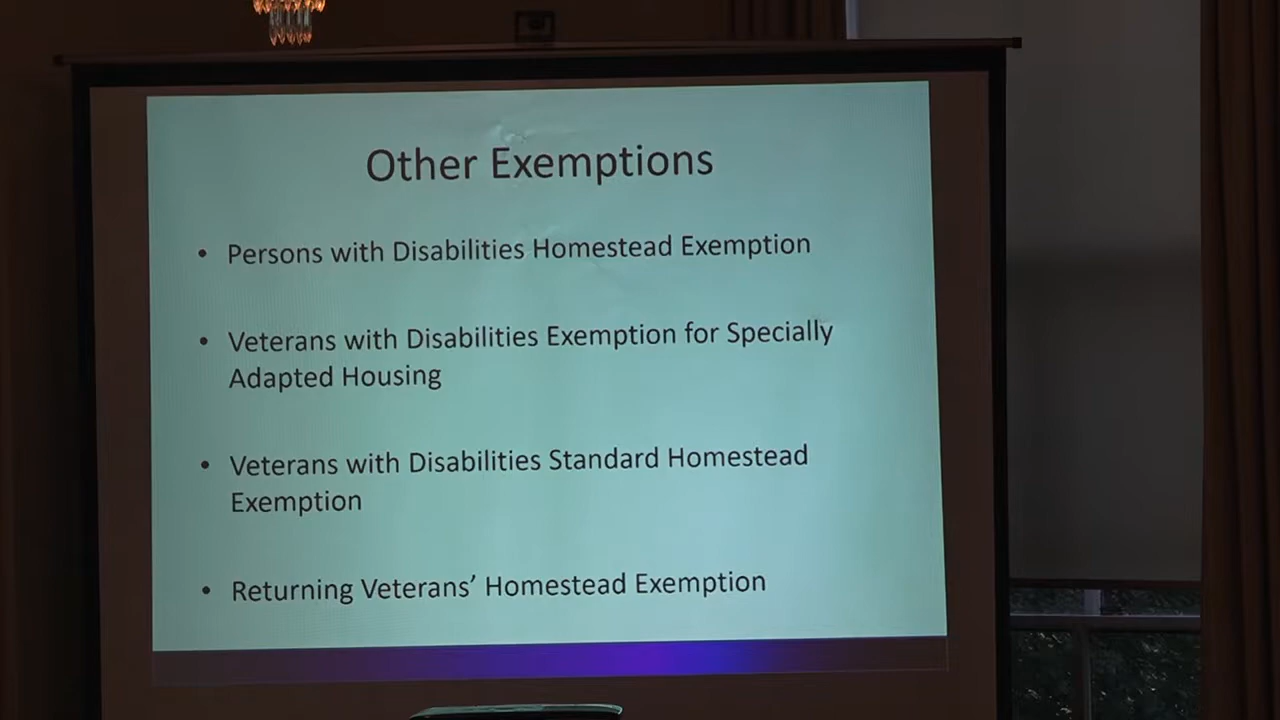 Other Exemptions
• Persons with Disabilities Homestead Exemption
• Veterans with Disabilities Exemption for Specially
Adapted Housing
• Veterans with Disabilities Standard Homestead
Exemption
• Returning Veterans’ Homestead Exemption